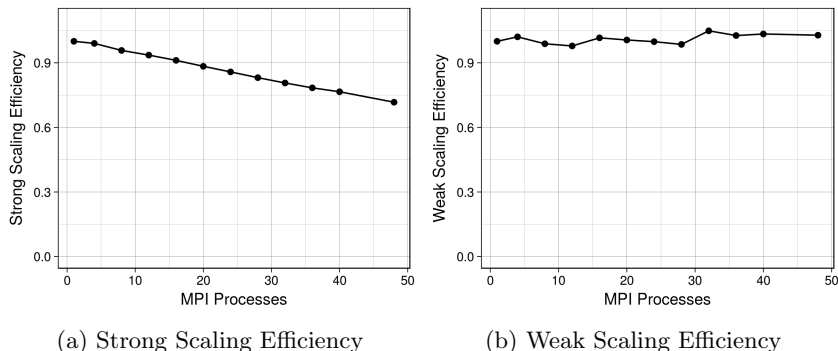 Strong Scaling Efficiency
0.9
0.6
0.3
0.0
0 10 20 30 40 50
MPI Processes
(a) Strong Scaling Efficiency
Weak Scaling Efficiency
0.9
0.6
0.3
0.0
0 10 20 30 40 50
MPI Processes
(b) Weak Scaling Efficiency